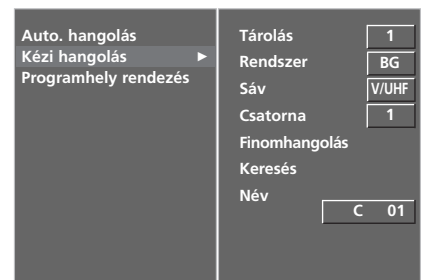 Auto. hangolás
Kézi hangolás ►
Programhely rendezés
Tárolás 1
Rendszer BG
Sáv V/UHF
Csatorna 1
Finomhangolás
Keresés
Név
C 01